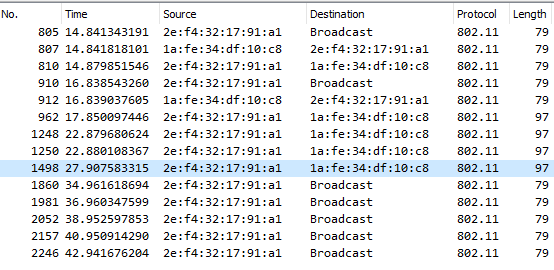 No. Time Source Destination Protocol Length
805 14.841343191 2e:f4:32:17:91:a1 Broadcast 802.11 79
807 14.841818101 1a:fe:34:df:10:c8 2e:f4:32:17:91:a1 802.11 79
810 14.879851546 2e:f4:32:17:91:a1 1a:fe:34:df:10:c8 802.11 79
910 16.838543260 2e:f4:32:17:91:a1 Broadcast 802.11 79
912 16.839037605 1a:fe:34:df:10:c8 2e:f4:32:17:91:a1 802.11 79
962 17.850097446 2e:f4:32:17:91:a1 1a:fe:34:df:10:c8 802.11 97
1248 22.879680624 2e:f4:32:17:91:a1 1a:fe:34:df:10:c8 802.11 97
1250 22.880108367 2e:f4:32:17:91:a1 1a:fe:34:df:10:c8 802.11 97
1498 27.907583315 2e:f4:32:17:91:a1 1a:fe:34:df:10:c8 802.11 97
1860 34.961618694 2e:f4:32:17:91:a1 Broadcast 802.11 79
1981 36.960347599 2e:f4:32:17:91:a1 Broadcast 802.11 79
2052 38.952597853 2e:f4:32:17:91:a1 Broadcast 802.11 79
2157 40.950914290 2e:f4:32:17:91:a1 Broadcast 802.11 79
2246 42.941676204 2e:f4:32:17:91:a1 Broadcast 802.11 79